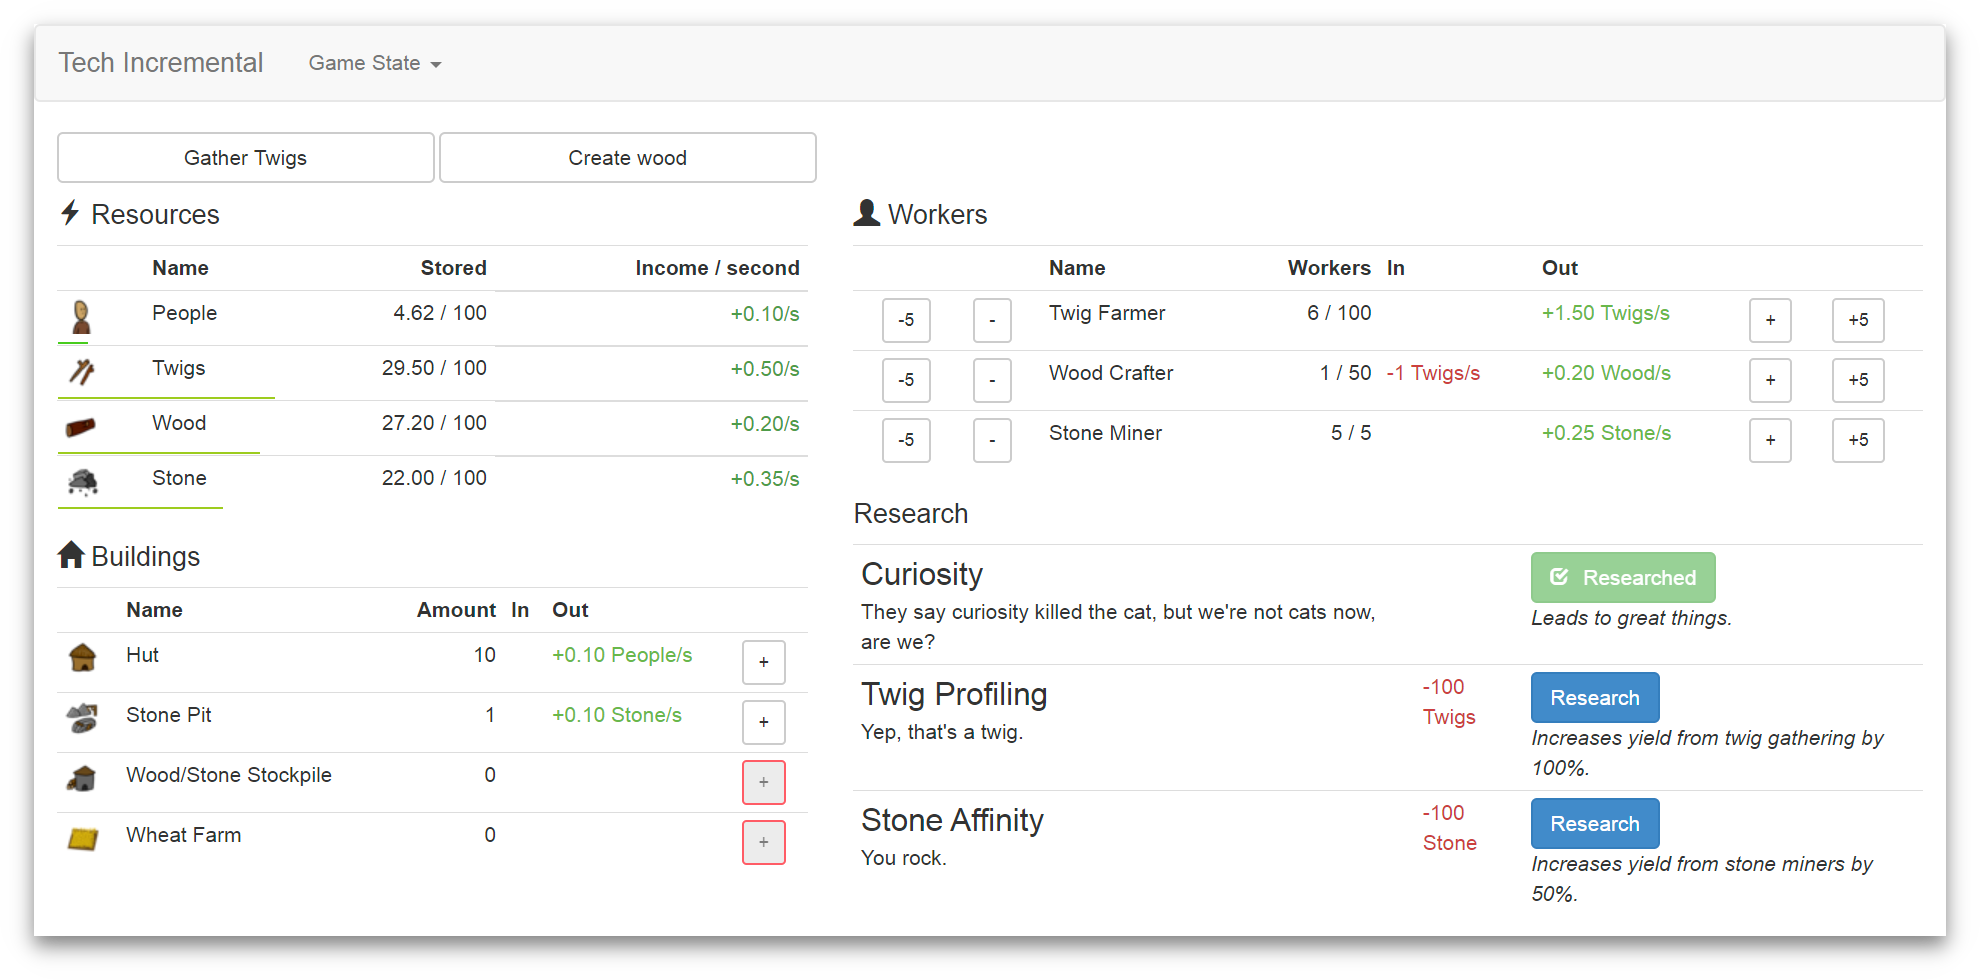 Tech Incremental Game State
Gather Twigs Create wood
Resources
Name Stored Income / second
People 4.62 / 100 +0.10/s
Twigs 29.50 / 100 +0.50/s
Wood 27.20 / 100 +0.20/s
Stone 22.00 / 100 +0.35/s
Buildings
Name Amount In Out
Hut 10 +0.10 People/s +
Stone Pit 1 +0.10 Stone/s +
Wood/Stone Stockpile 0 +
Wheat Farm 0 +
Workers
Name Workers In Out
-5 - Twig Farmer 6 / 100 +1.50 Twigs/s + +5
-5 - Wood Crafter 1 / 50 -1 Twigs/s +0.20 Wood/s + +5
-5 - Stone Miner 5 / 5 +0.25 Stone/s + +5
Research
Curiosity
They say curiosity killed the cat, but we're not cats now,
are we?
Researched
Leads to great things.
Twig Profiling
Yep, that's a twig.
-100
Twigs
Research
Increases yield from twig gathering by
100%.
Stone Affinity
You rock.
-100
Stone
Research
Increases yield from stone miners by
50%.